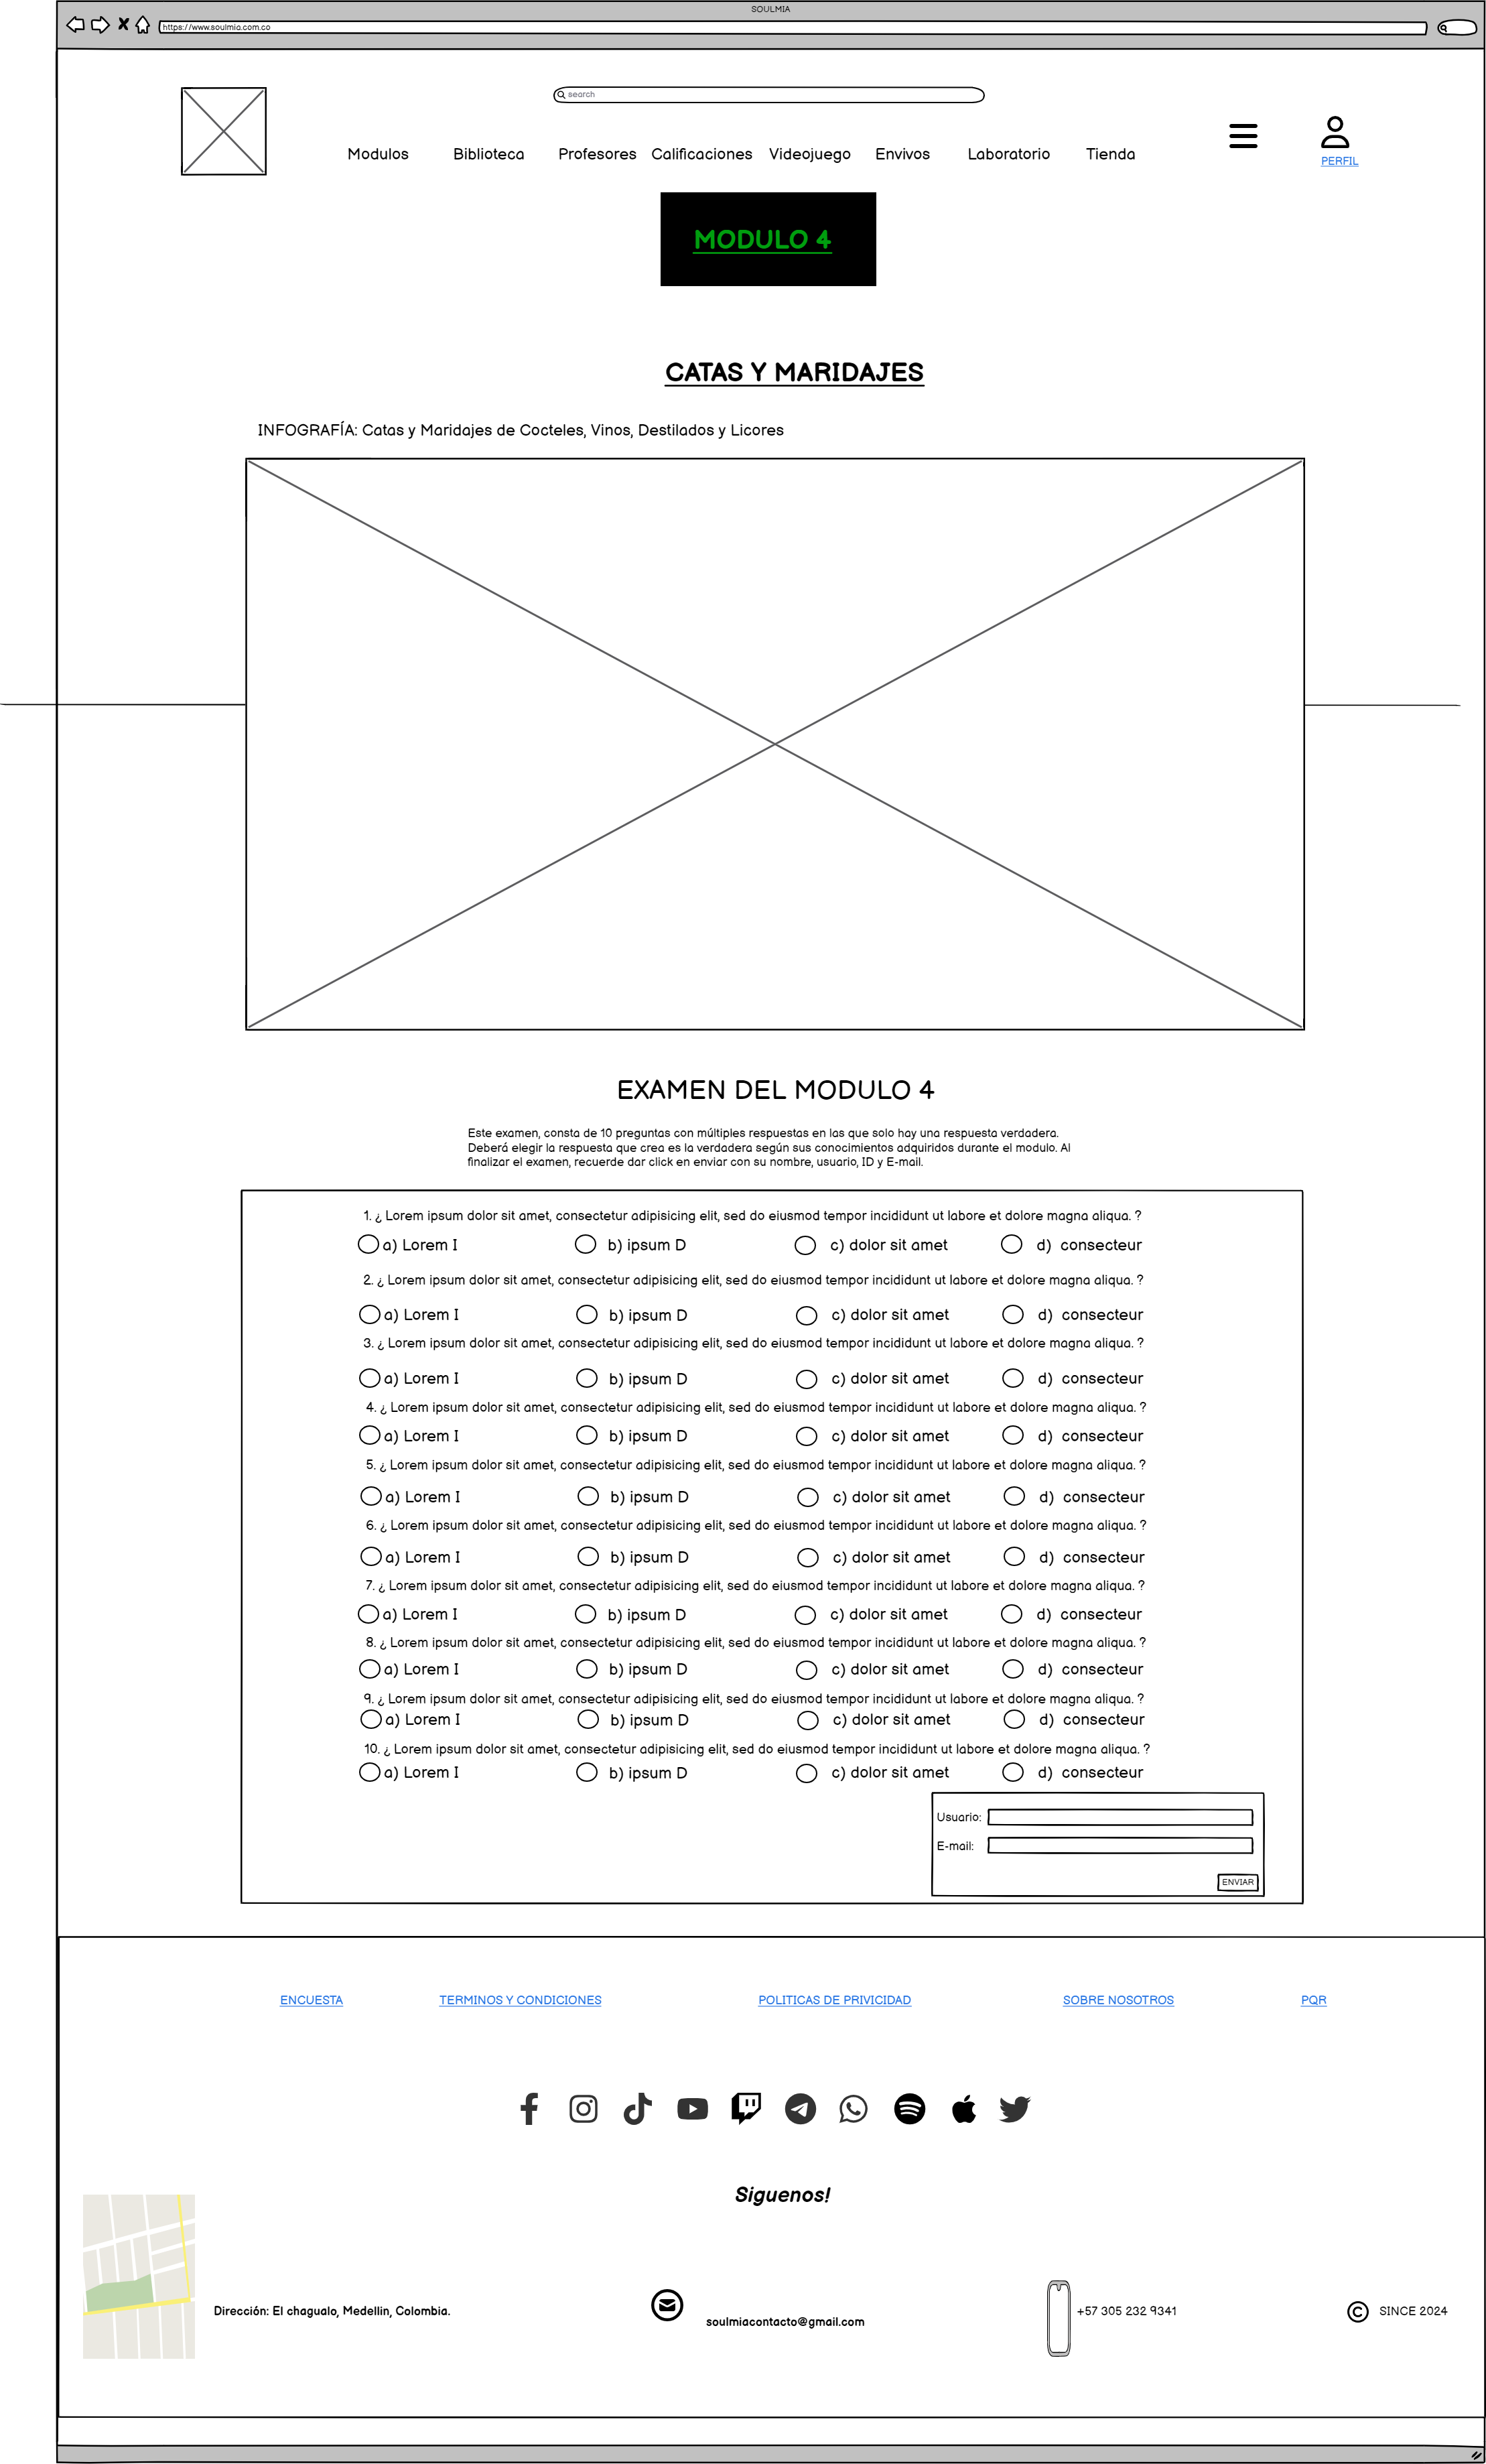 SOULMIA
https://www.soulmia.com.co
search
Modulos Biblioteca Profesores Calificaciones Videojuego Envivos Laboratorio Tienda
PERFIL
MODULO 4
CATAS Y MARIDAJES
INFOGRAFÍA: Catas y Maridajes de Cocteles, Vinos, Destilados y Licores
EXAMEN DEL MODULO 4
Este examen, consta de 10 preguntas con múltiples respuestas en las que solo hay una respuesta verdadera.
Deberá elegir la respuesta que crea es la verdadera según sus conocimientos adquiridos durante el modulo. Al
finalizar el examen, recuerde dar click en enviar con su nombre, usuario, ID y E-mail.
1. ¿ Lorem ipsum dolor sit amet, consectetur adipisicing elit, sed do eiusmod tempor incididunt ut labore et dolore magna aliqua. ?
a) Lorem I b) ipsum D c) dolor sit amet d) consecteur
2. ¿ Lorem ipsum dolor sit amet, consectetur adipisicing elit, sed do eiusmod tempor incididunt ut labore et dolore magna aliqua. ?
a) Lorem I b) ipsum D c) dolor sit amet d) consecteur
3. ¿ Lorem ipsum dolor sit amet, consectetur adipisicing elit, sed do eiusmod tempor incididunt ut labore et dolore magna aliqua. ?
a) Lorem I b) ipsum D c) dolor sit amet d) consecteur
4. ¿ Lorem ipsum dolor sit amet, consectetur adipisicing elit, sed do eiusmod tempor incididunt ut labore et dolore magna aliqua. ?
a) Lorem I b) ipsum D c) dolor sit amet d) consecteur
5. ¿ Lorem ipsum dolor sit amet, consectetur adipisicing elit, sed do eiusmod tempor incididunt ut labore et dolore magna aliqua. ?
a) Lorem I b) ipsum D c) dolor sit amet d) consecteur
6. ¿ Lorem ipsum dolor sit amet, consectetur adipisicing elit, sed do eiusmod tempor incididunt ut labore et dolore magna aliqua. ?
a) Lorem I b) ipsum D c) dolor sit amet d) consecteur
7. ¿ Lorem ipsum dolor sit amet, consectetur adipisicing elit, sed do eiusmod tempor incididunt ut labore et dolore magna aliqua. ?
a) Lorem I b) ipsum D c) dolor sit amet d) consecteur
8. ¿ Lorem ipsum dolor sit amet, consectetur adipisicing elit, sed do eiusmod tempor incididunt ut labore et dolore magna aliqua. ?
a) Lorem I b) ipsum D c) dolor sit amet d) consecteur
9. ¿ Lorem ipsum dolor sit amet, consectetur adipisicing elit, sed do eiusmod tempor incididunt ut labore et dolore magna aliqua. ?
a) Lorem I b) ipsum D c) dolor sit amet d) consecteur
10. ¿ Lorem ipsum dolor sit amet, consectetur adipisicing elit, sed do eiusmod tempor incididunt ut labore et dolore magna aliqua. ?
a) Lorem I b) ipsum D c) dolor sit amet d) consecteur
Usuario:
E-mail:
ENVIAR
ENCUESTA TERMINOS Y CONDICIONES POLITICAS DE PRIVICIDAD SOBRE NOSOTROS PQR
Siguenos!
Dirección: El chagualo, Medellin, Colombia. soulmiacontacto@gmail.com +57 305 232 9341 © SINCE 2024